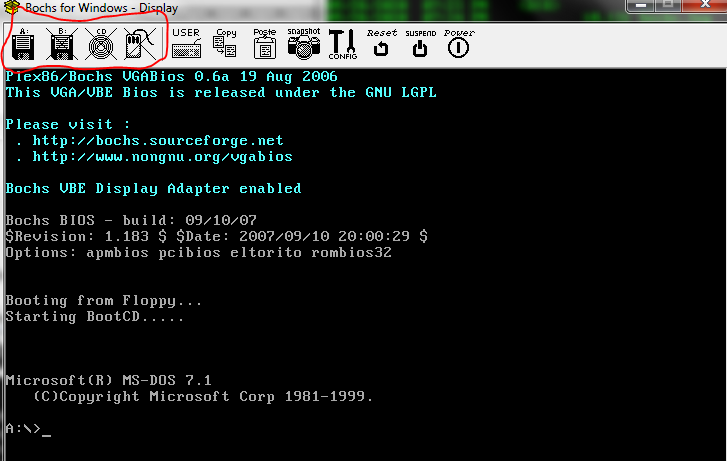 Bochs for Windows - Display
A: B: CD USER Copy Paste snapshot CONFIG Reset SUSPEND Power
Plex86/Bochs VGABios 0.6a 19 Aug 2006
This VGA/VBE Bios is released under the GNU LGPL
Please visit :
. http://bochs.sourceforge.net
. http://www.nongnu.org/vgabios
Bochs VBE Display Adapter enabled
Bochs BIOS - build: 09/10/07
$Revision: 1.183 $ $Date: 2007/09/10 20:00:29 $
Options: apmbios pcibios eltorito rombios32
Booting from Floppy...
Starting BootCD.....
Microsoft(R) MS-DOS 7.1
(C)Copyright Microsoft Corp 1981-1999.
A:\>_